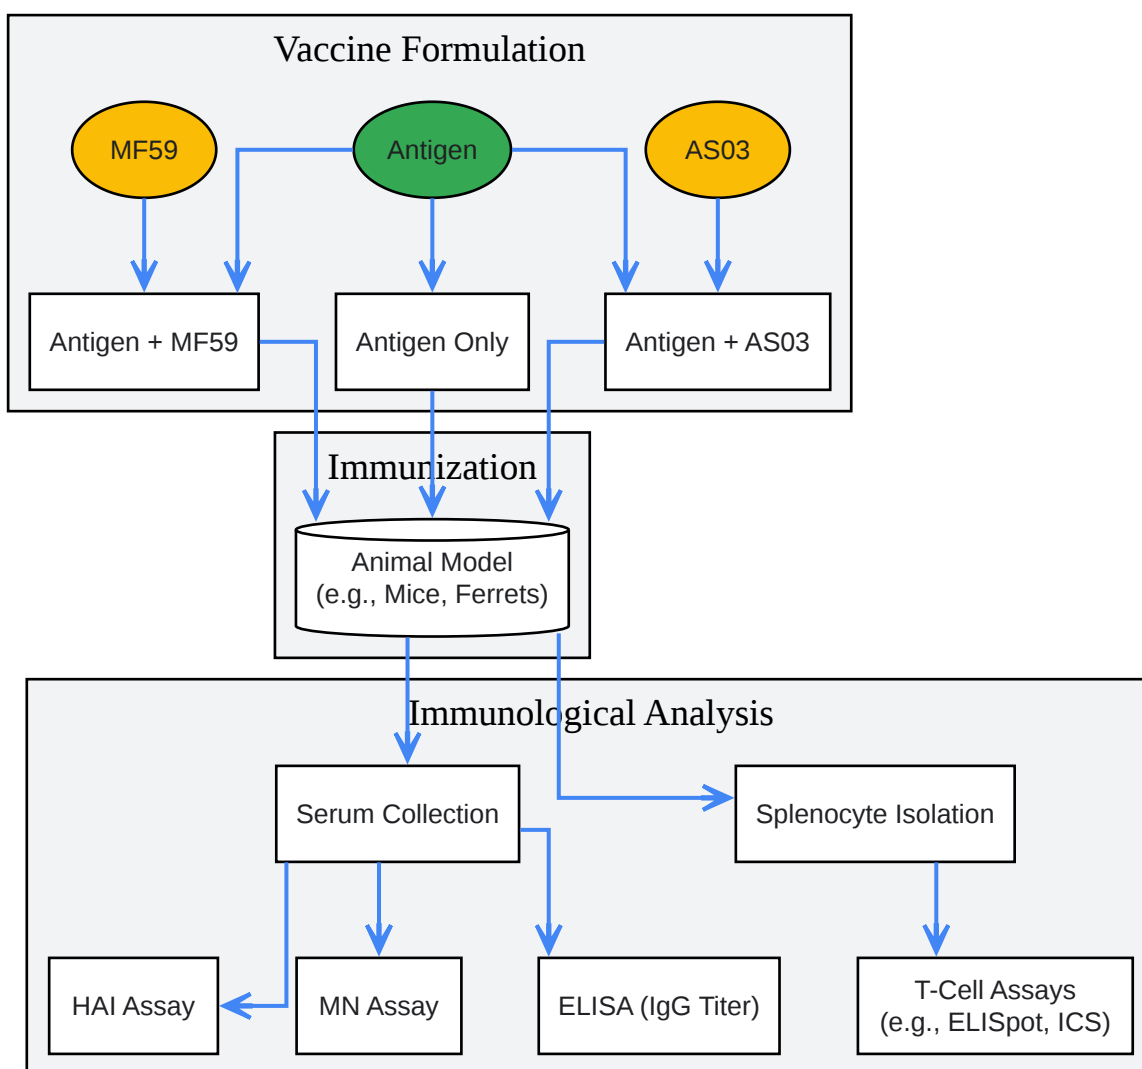 Vaccine Formulation
MF59
Antigen
AS03
Antigen + MF59
Antigen Only
Antigen + AS03
Immunization
Animal Model
(e.g., Mice, Ferrets)
Immunological Analysis
Serum Collection
Splenocyte Isolation
HAI Assay
MN Assay
ELISA (IgG Titer)
T-Cell Assays
(e.g., ELISpot, ICS)